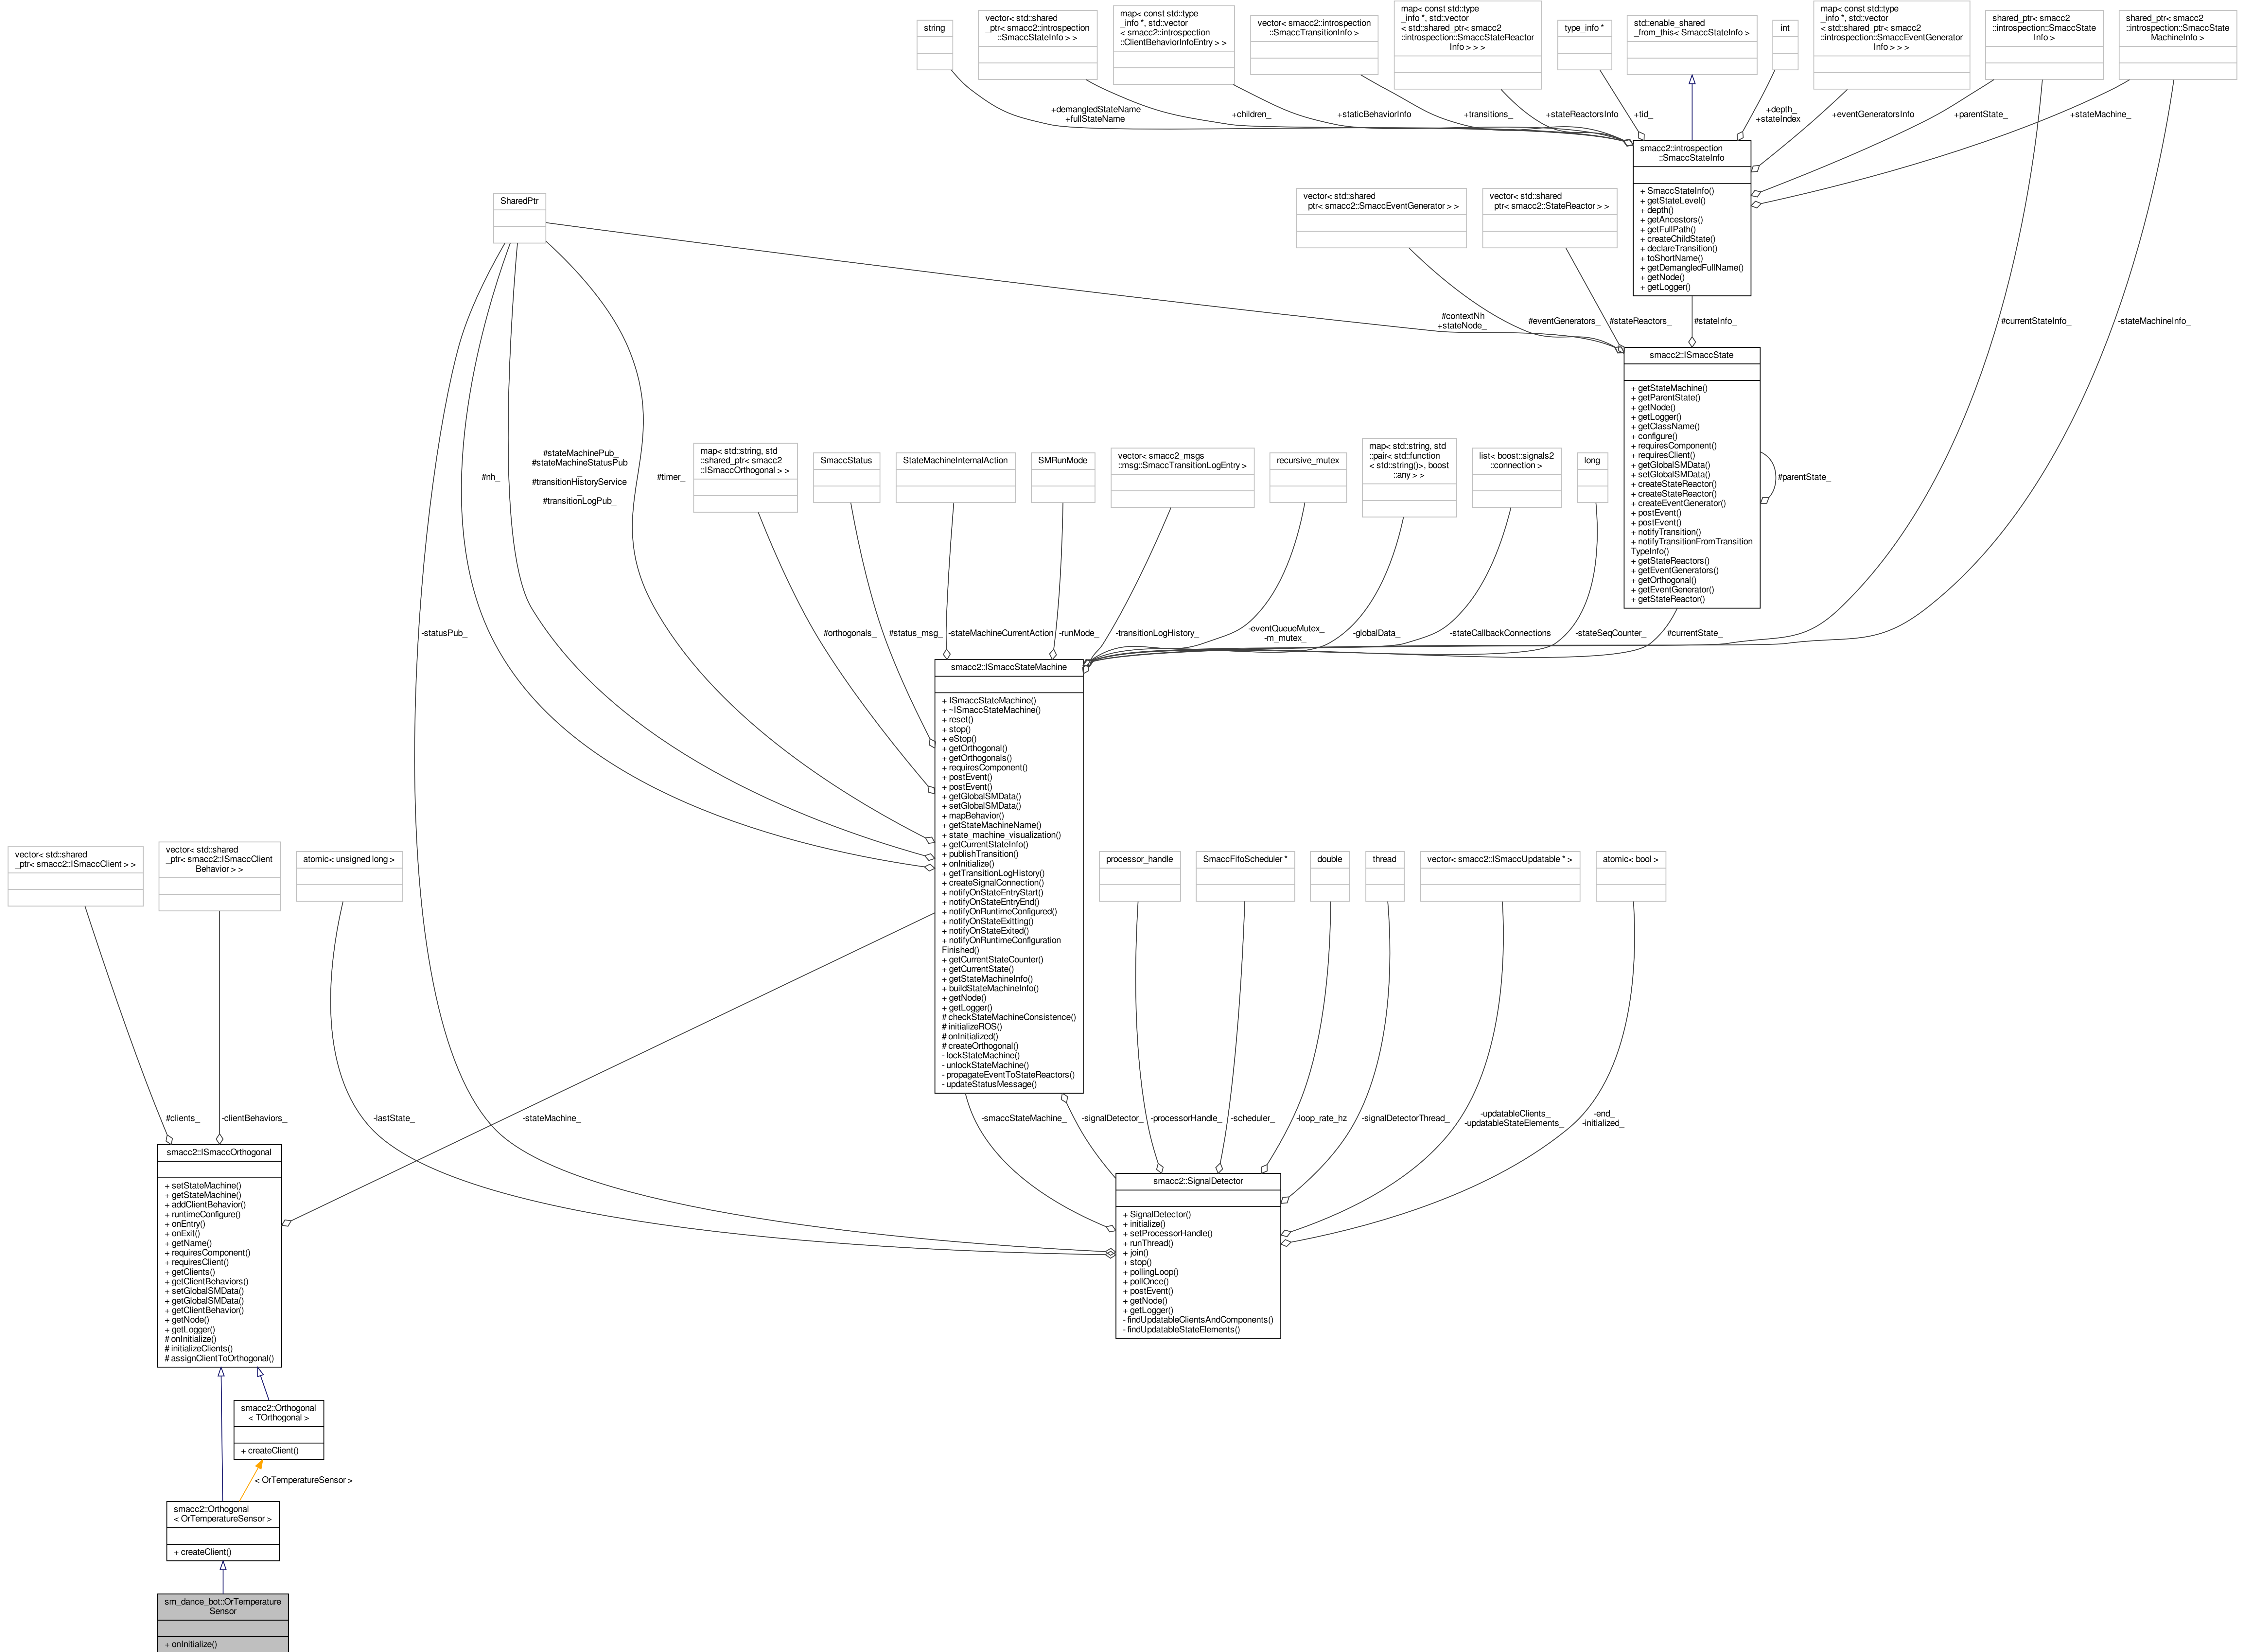 string
vector< std::shared
_ptr< smacc2::introspection
::SmaccStateInfo > >
map< const std::type
_info *, std::vector
< smacc2::introspection
::ClientBehaviorInfoEntry > >
vector< smacc2::introspection
::SmaccTransitionInfo >
map< const std::type
_info *, std::vector
< std::shared_ptr< smacc2
::introspection::SmaccStateReactor
Info > > >
type_info *
std::enable_shared
_from_this< SmaccStateInfo >
int
map< const std::type
_info *, std::vector
< std::shared_ptr< smacc2
::introspection::SmaccEventGenerator
Info > > >
shared_ptr< smacc2
::introspection::SmaccState
Info >
shared_ptr< smacc2
::introspection::SmaccState
MachineInfo >
+demangledStateName
+fullStateName
+children_
+staticBehaviorInfo
+transitions_
+stateReactorsInfo
+tid_
+depth_
+stateIndex_
+eventGeneratorsInfo
+parentState_
+stateMachine_
smacc2::introspection
::SmaccStateInfo
+ SmaccStateInfo()
+ getStateLevel()
+ depth()
+ getAncestors()
+ getFullPath()
+ createChildState()
+ declareTransition()
+ toShortName()
+ getDemangledFullName()
+ getNode()
+ getLogger()
SharedPtr
vector< std::shared
_ptr< smacc2::SmaccEventGenerator > >
vector< std::shared
_ptr< smacc2::StateReactor > >
#contextNh
+stateNode_
#eventGenerators_
#stateReactors_
#stateInfo_
#currentStateInfo_
-stateMachineInfo_
smacc2::ISmaccState
+ getStateMachine()
+ getParentState()
+ getNode()
+ getLogger()
+ getClassName()
+ configure()
+ requiresComponent()
+ requiresClient()
+ getGlobalSMData()
+ setGlobalSMData()
+ createStateReactor()
+ createStateReactor()
+ createEventGenerator()
+ postEvent()
+ postEvent()
+ notifyTransition()
+ notifyTransitionFromTransition
TypeInfo()
+ getStateReactors()
+ getEventGenerators()
+ getOrthogonal()
+ getEventGenerator()
+ getStateReactor()
#parentState_
#nh_
#stateMachinePub_
#stateMachineStatusPub
_
#transitionHistoryService
_
#transitionLogPub_
#timer_
map< std::string, std
::shared_ptr< smacc2
::ISmaccOrthogonal > >
SmaccStatus
StateMachineInternalAction
SMRunMode
vector< smacc2_msgs
::msg::SmaccTransitionLogEntry >
recursive_mutex
map< std::string, std
::pair< std::function
< std::string()>, boost
::any > >
list< boost::signals2
::connection >
long
-statusPub_
#orthogonals_
#status_msg_
-stateMachineCurrentAction
-runMode_
-transitionLogHistory_
-eventQueueMutex_
-m_mutex_
-globalData_
-stateCallbackConnections
-stateSeqCounter_
#currentState_
smacc2::ISmaccStateMachine
+ ISmaccStateMachine()
+ ~ISmaccStateMachine()
+ reset()
+ stop()
+ eStop()
+ getOrthogonal()
+ getOrthogonals()
+ requiresComponent()
+ postEvent()
+ postEvent()
+ getGlobalSMData()
+ setGlobalSMData()
+ mapBehavior()
+ getStateMachineName()
+ state_machine_visualization()
+ getCurrentStateInfo()
+ publishTransition()
+ onInitialize()
+ getTransitionLogHistory()
+ createSignalConnection()
+ notifyOnStateEntryStart()
+ notifyOnStateEntryEnd()
+ notifyOnRuntimeConfigured()
+ notifyOnStateExitting()
+ notifyOnStateExited()
+ notifyOnRuntimeConfiguration
Finished()
+ getCurrentStateCounter()
+ getCurrentState()
+ getStateMachineInfo()
+ buildStateMachineInfo()
+ getNode()
+ getLogger()
# checkStateMachineConsistence()
# initializeROS()
# onInitialized()
# createOrthogonal()
- lockStateMachine()
- unlockStateMachine()
- propagateEventToStateReactors()
- updateStatusMessage()
vector< std::shared
_ptr< smacc2::ISmaccClient > >
vector< std::shared
_ptr< smacc2::ISmaccClient
Behavior > >
atomic< unsigned long >
processor_handle
SmaccFifoScheduler *
double
thread
vector< smacc2::ISmaccUpdatable * >
atomic< bool >
#clients_
-clientBehaviors_
-lastState_
-stateMachine_
-smaccStateMachine_
-signalDetector_
-processorHandle_
-scheduler_
-loop_rate_hz
-signalDetectorThread_
-updatableClients_
-updatableStateElements_
-end_
-initialized_
smacc2::ISmaccOrthogonal
+ setStateMachine()
+ getStateMachine()
+ addClientBehavior()
+ runtimeConfigure()
+ onEntry()
+ onExit()
+ getName()
+ requiresComponent()
+ requiresClient()
+ getClients()
+ getClientBehaviors()
+ setGlobalSMData()
+ getGlobalSMData()
+ getClientBehavior()
+ getNode()
+ getLogger()
# onInitialize()
# initializeClients()
# assignClientToOrthogonal()
smacc2::SignalDetector
+ SignalDetector()
+ initialize()
+ setProcessorHandle()
+ runThread()
+ join()
+ stop()
+ pollingLoop()
+ pollOnce()
+ postEvent()
+ getNode()
+ getLogger()
- findUpdatableClientsAndComponents()
- findUpdatableStateElements()
smacc2::Orthogonal
< TOrthogonal >
+ createClient()
< OrTemperatureSensor >
smacc2::Orthogonal
< OrTemperatureSensor >
+ createClient()
sm_dance_bot::OrTemperature
Sensor
+ onInitialize()